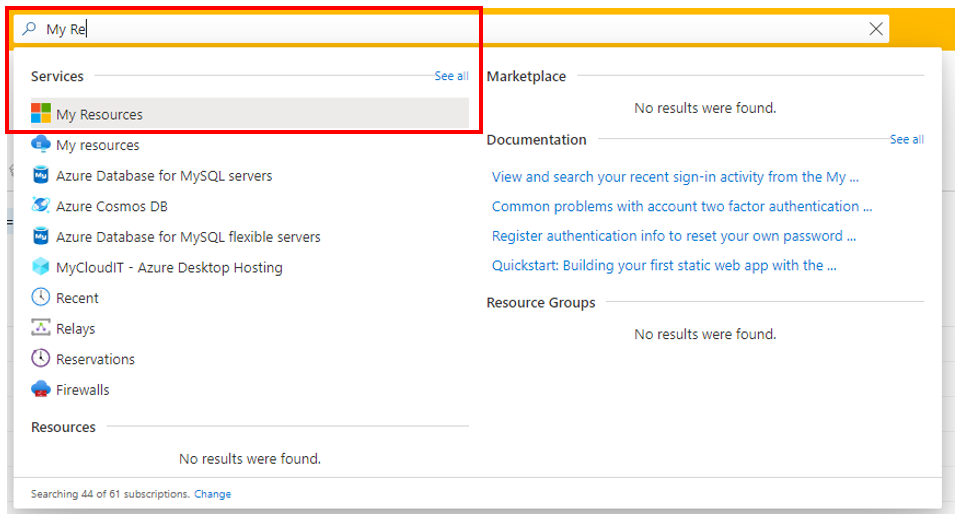 My Re
Services
See all
My Resources
My resources
Azure Database for MySQL servers
Azure Cosmos DB
Azure Database for MySQL flexible servers
MyCloudIT - Azure Desktop Hosting
Recent
Relays
Reservations
Firewalls
Resources
No results were found.
Marketplace
No results were found.
Documentation
See all
View and search your recent sign-in activity from the My ...
Common problems with account two factor authentication ...
Register authentication info to reset your own password ...
Quickstart: Building your first static web app with the ...
Resource Groups
No results were found.
Searching 44 of 61 subscriptions. Change